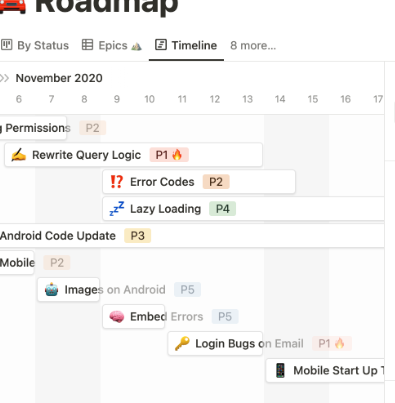 Roadmap
By Status Epics Timeline 8 more...
November 2020
6 7 8 9 10 11 12 13 14 15 16 17
g Permissions P2
Rewrite Query Logic P1
Error Codes P2
Lazy Loading P4
Android Code Update P3
Mobile P2
Images on Android P5
Embed Errors P5
Login Bugs on Email P1
Mobile Start Up T